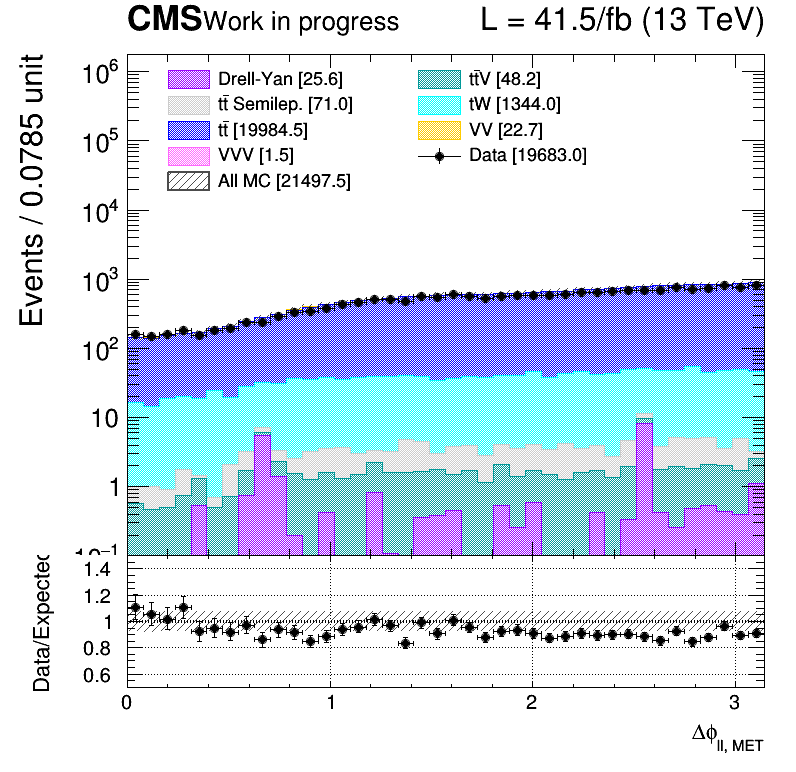 CMS Work in progress L = 41.5/fb (13 TeV)
Events / 0.0785 unit
Drell-Yan [25.6]
tt̄V [48.2]
tt̄ Semilep. [71.0]
tW [1344.0]
tt̄ [19984.5]
VV [22.7]
VVV [1.5]
Data [19683.0]
All MC [21497.5]
10⁶
10⁵
10⁴
10³
10²
10
1
10⁻¹
Data/Expected
1.4
1.2
1
0.8
0.6
0 1 2 3
Δϕ_ll, MET